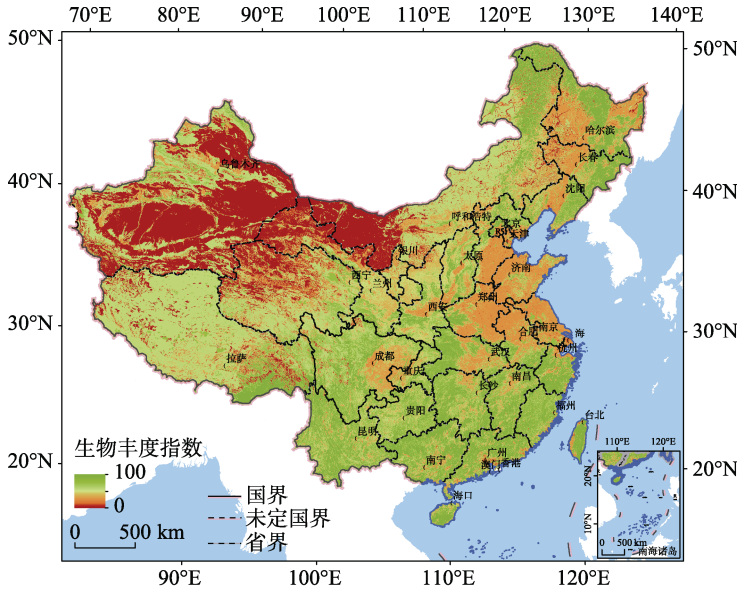 70°E 80°E 90°E 100°E 110°E 120°E 130°E 140°E
50°N
50°N
哈尔滨
长春
乌鲁木齐
沈阳
40°N
40°N
呼和浩特
北京
天津
银川
太原
济南
西宁
兰州
郑州
西安
30°N
30°N
合肥
南京
海
杭州
武汉
拉萨
成都
重庆
南昌
长沙
贵阳
福州
台北
昆明
广州
南宁
澳门
香港
20°N
20°N
海口
生物丰度指数
100
0
0 500 km
国界
未定国界
省界
110°E 120°E
20°N
10°N
0 500 km
南海诸岛
90°E 100°E 110°E 120°E